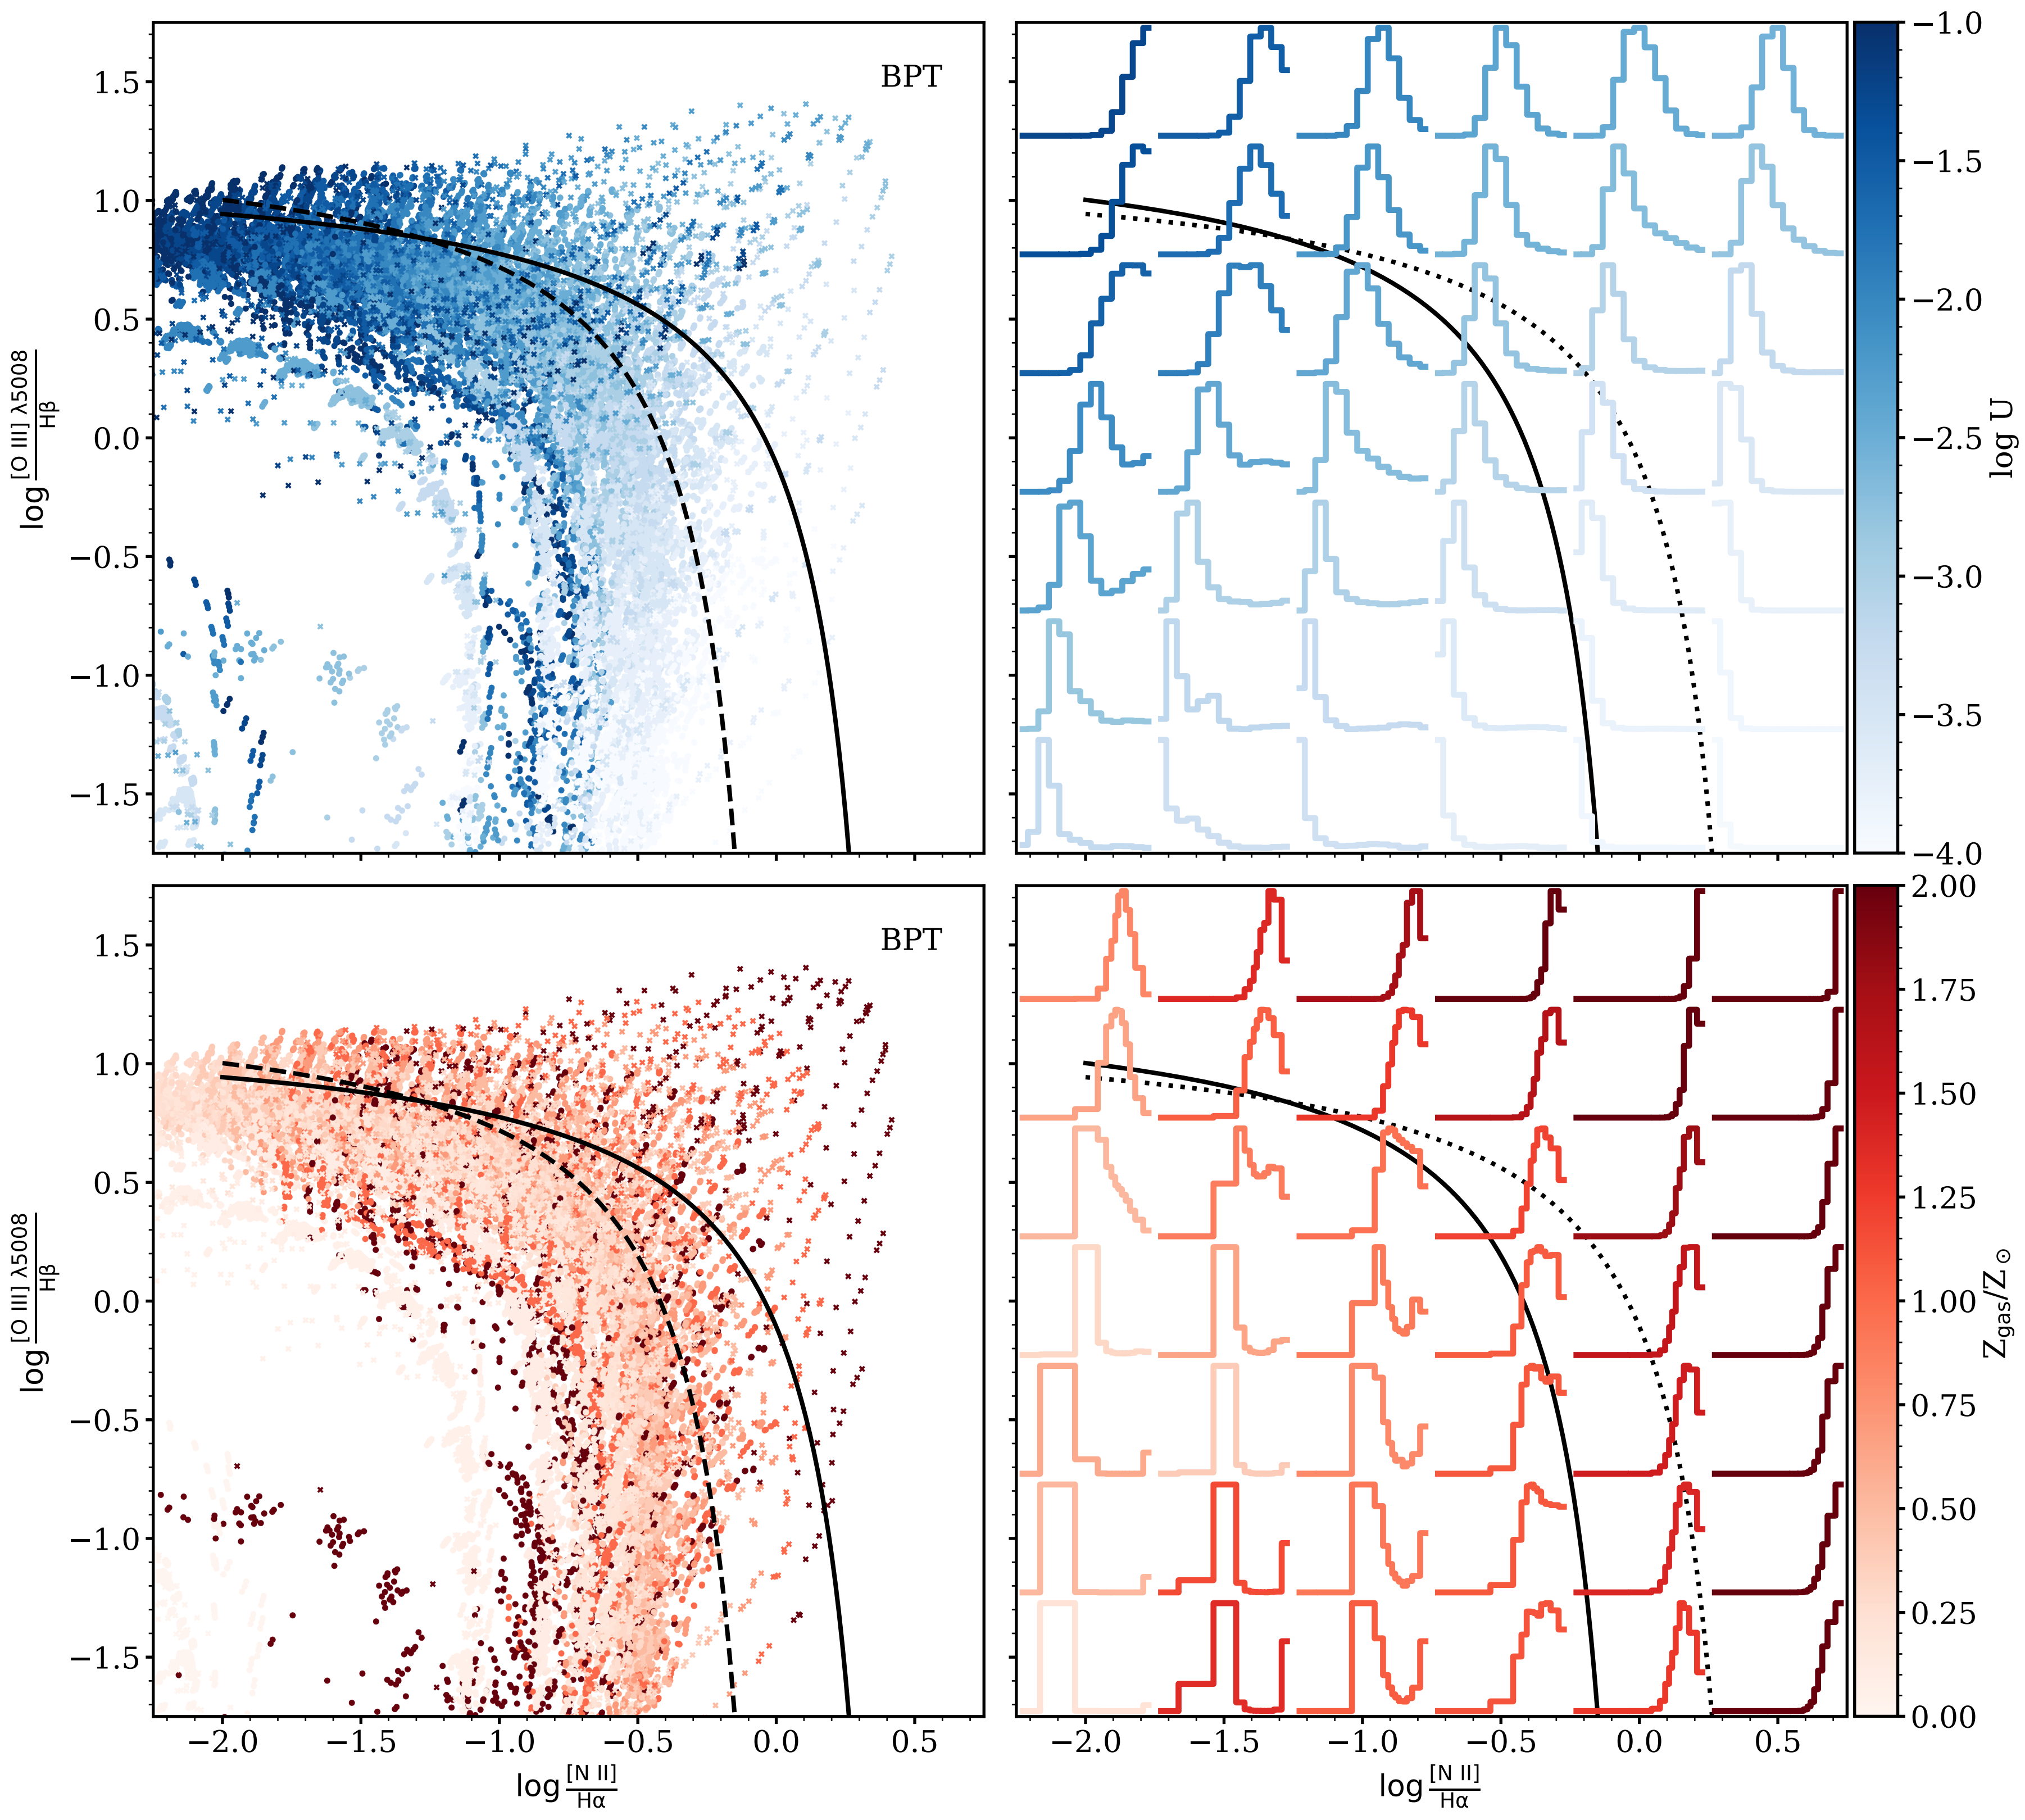 BPT
1.5
1.0
0.5
0.0
−0.5
−1.0
−1.5
log [O III] λ5008
Hβ
−1.0
−1.5
−2.0
−2.5
−3.0
−3.5
−4.0
log U
BPT
1.5
1.0
0.5
0.0
−0.5
−1.0
−1.5
log [O III] λ5008
Hβ
−2.0 −1.5 −1.0 −0.5 0.0 0.5
log [N II]
Hα
−2.0 −1.5 −1.0 −0.5 0.0 0.5
log [N II]
Hα
2.00
1.75
1.50
1.25
1.00
0.75
0.50
0.25
0.00
Zgas/Z⊙